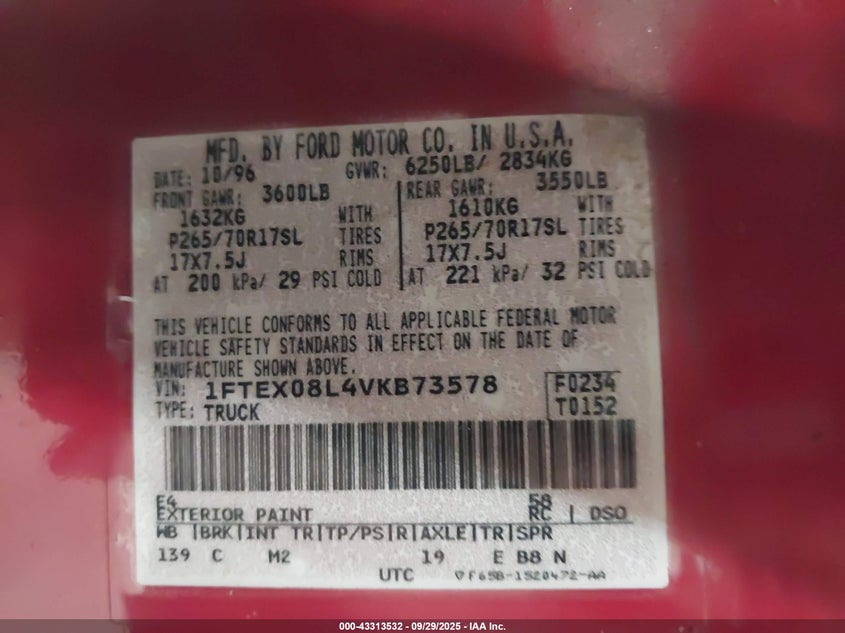 MFD. BY FORD MOTOR CO. IN U.S.A.
DATE: 10/96 GVWR: 6250LB/ 2834KG
FRONT GAWR: 3600LB REAR GAWR: 3550LB
1632KG WITH 1610KG WITH
P265/70R17SL TIRES P265/70R17SL TIRES
17X7.5J RIMS 17X7.5J RIMS
AT 200 kPa/ 29 PSI COLD AT 221 kPa/ 32 PSI COLD
THIS VEHICLE CONFORMS TO ALL APPLICABLE FEDERAL MOTOR
VEHICLE SAFETY STANDARDS IN EFFECT ON THE DATE OF
MANUFACTURE SHOWN ABOVE.
VIN: 1FTEX08L4VKB73578 F0234
TYPE: TRUCK T0152
E4 58
EXTERIOR PAINT RC | DSO
WB |BRK|INT TR|TP/PS|R|AXLE|TR|SPR
139 C M2 19 E B8 N
UTC ▽F65B-1520472-AA
000-43313532 - 09/29/2025 - IAA Inc.